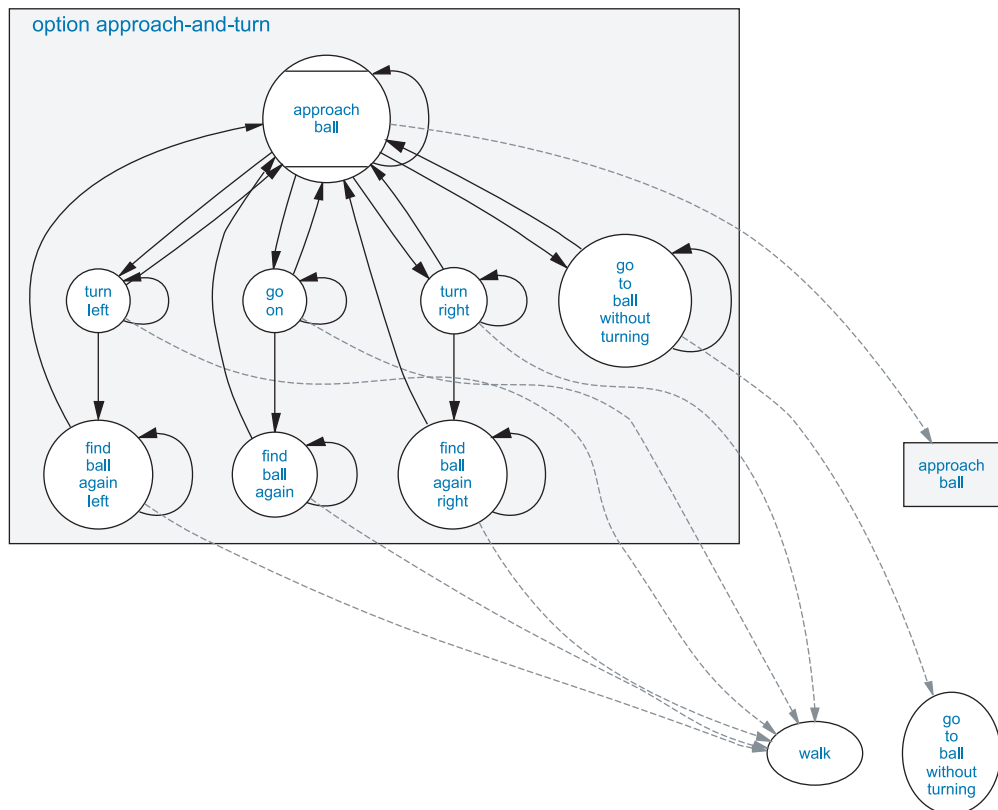 option approach-and-turn
approach
ball
turn
left
go
on
turn
right
go
to
ball
without
turning
find
ball
again
left
find
ball
again
find
ball
again
right
approach
ball
walk
go
to
ball
without
turning